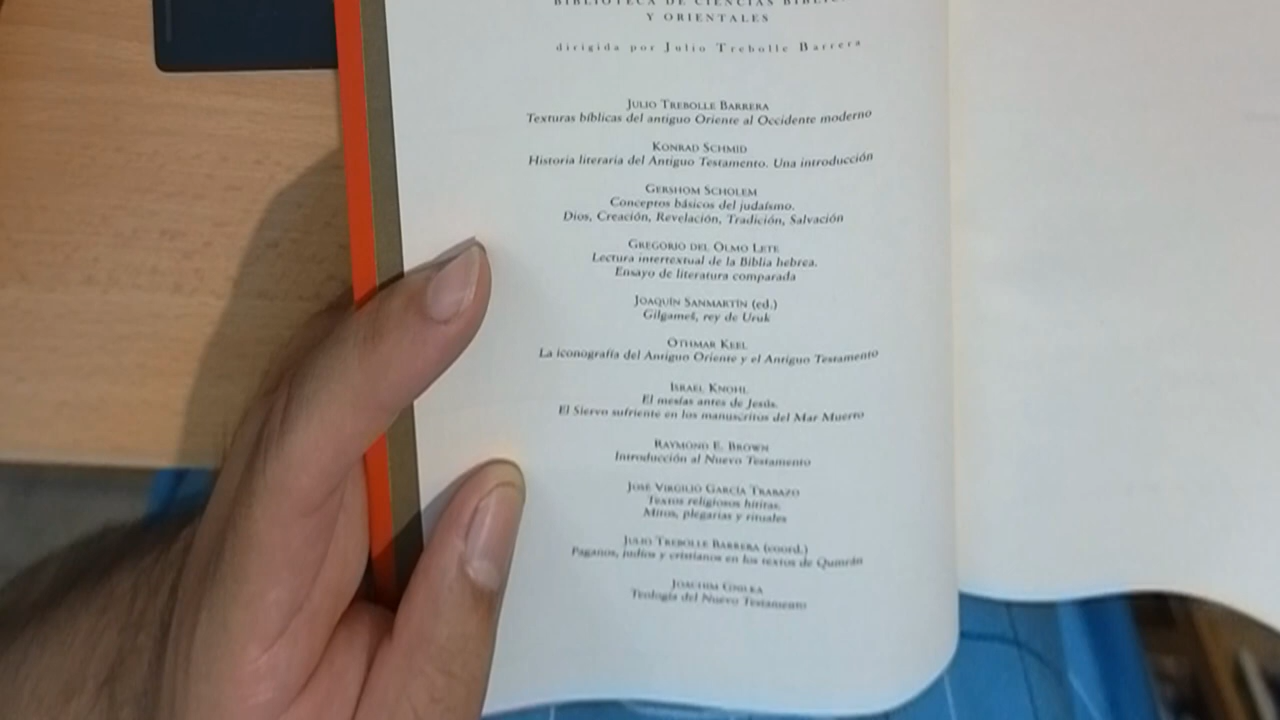 BIBLIOTECA DE CIENCIAS
Y ORIENTALES
dirigida por Julio Trebolle Barrera
JULIO TREBOLLE BARRERA
Texturas bíblicas del antiguo Oriente al Occidente moderno
KONRAD SCHMID
Historia literaria del Antiguo Testamento. Una introducción
GERSHOM SCHOLEM
Conceptos básicos del judaísmo.
Dios, Creación, Revelación, Tradición, Salvación
GREGORIO DEL OLMO LETE
Lectura intertextual de la Biblia hebrea.
Ensayo de literatura comparada
JOAQUÍN SANMARTÍN (ed.)
Gilgameš, rey de Uruk
OTHMAR KEEL
La iconografía del Antiguo Oriente y el Antiguo Testamento
ISRAEL KNOHL
El mesías antes de Jesús.
El Siervo sufriente en los manuscritos del Mar Muerto
RAYMOND E. BROWN
Introducción al Nuevo Testamento
JOSÉ VIRGILIO GARCÍA TRABAZO
Textos religiosos hititas.
Mitos, plegarias y rituales
JULIO TREBOLLE BARRERA (coord.)
Paganos, judíos y cristianos en los textos de Qumrán
JOACHIM GNILKA
Teología del Nuevo Testamento